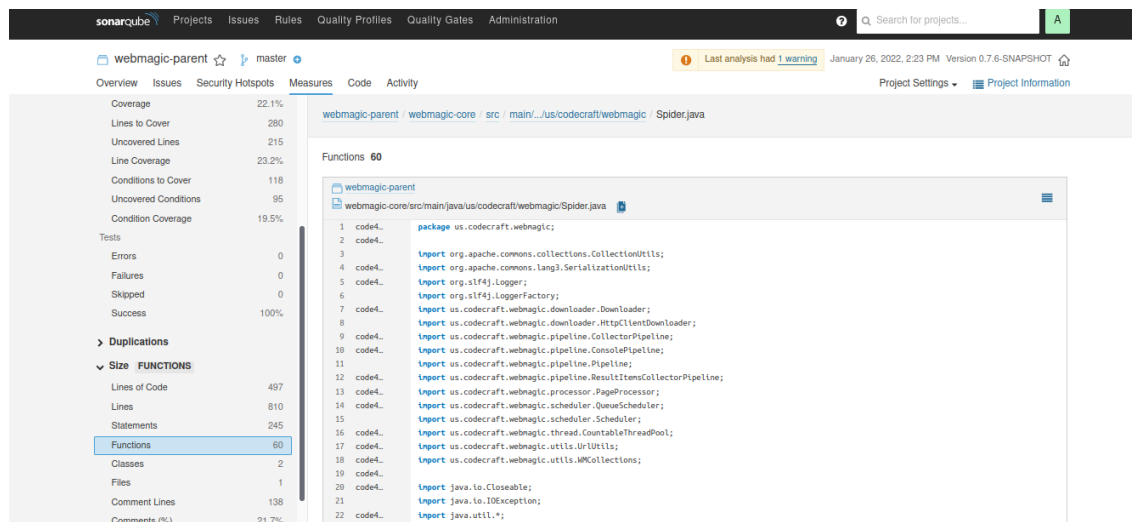 sonarqube Projects Issues Rules Quality Profiles Quality Gates Administration ? Search for projects... A
webmagic-parent master Last analysis had 1 warning January 26, 2022, 2:23 PM Version 0.7.6-SNAPSHOT
Overview Issues Security Hotspots Measures Code Activity Project Settings Project Information
Coverage 22.1%
Lines to Cover 280
Uncovered Lines 215
Line Coverage 23.2%
Conditions to Cover 118
Uncovered Conditions 95
Condition Coverage 19.5%
Tests
Errors 0
Failures 0
Skipped 0
Success 100%
Duplications
Size FUNCTIONS
Lines of Code 497
Lines 810
Statements 245
Functions 60
Classes 2
Files 1
Comment Lines 138
Comments (%) 21.7%
webmagic-parent / webmagic-core / src / main/.../us/codecraft/webmagic / Spider.java
Functions 60
webmagic-parent
webmagic-core/src/main/java/us/codecraft/webmagic/Spider.java
1 code4… package us.codecraft.webmagic;
2 code4…
3 import org.apache.commons.collections.CollectionUtils;
4 code4… import org.apache.commons.lang3.SerializationUtils;
5 code4… import org.slf4j.Logger;
6 import org.slf4j.LoggerFactory;
7 code4… import us.codecraft.webmagic.downloader.Downloader;
8 import us.codecraft.webmagic.downloader.HttpClientDownloader;
9 code4… import us.codecraft.webmagic.pipeline.CollectorPipeline;
10 code4… import us.codecraft.webmagic.pipeline.ConsolePipeline;
11 import us.codecraft.webmagic.pipeline.Pipeline;
12 code4… import us.codecraft.webmagic.pipeline.ResultItemsCollectorPipeline;
13 code4… import us.codecraft.webmagic.processor.PageProcessor;
14 code4… import us.codecraft.webmagic.scheduler.QueueScheduler;
15 import us.codecraft.webmagic.scheduler.Scheduler;
16 code4… import us.codecraft.webmagic.thread.CountableThreadPool;
17 code4… import us.codecraft.webmagic.utils.UrlUtils;
18 code4… import us.codecraft.webmagic.utils.WMCollections;
19 code4…
20 code4… import java.io.Closeable;
21 import java.io.IOException;
22 code4… import java.util.*;